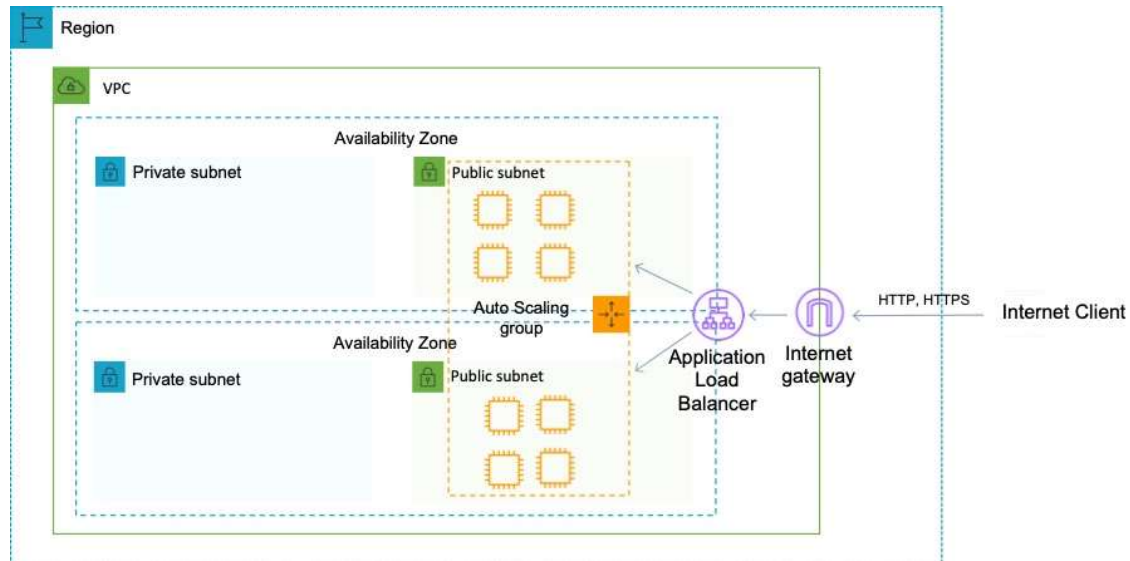 Region
VPC
Availability Zone
Private subnet
Public subnet
Auto Scaling
group
HTTP, HTTPS
Internet Client
Availability Zone
Application
Load
Balancer
Internet
gateway
Private subnet
Public subnet